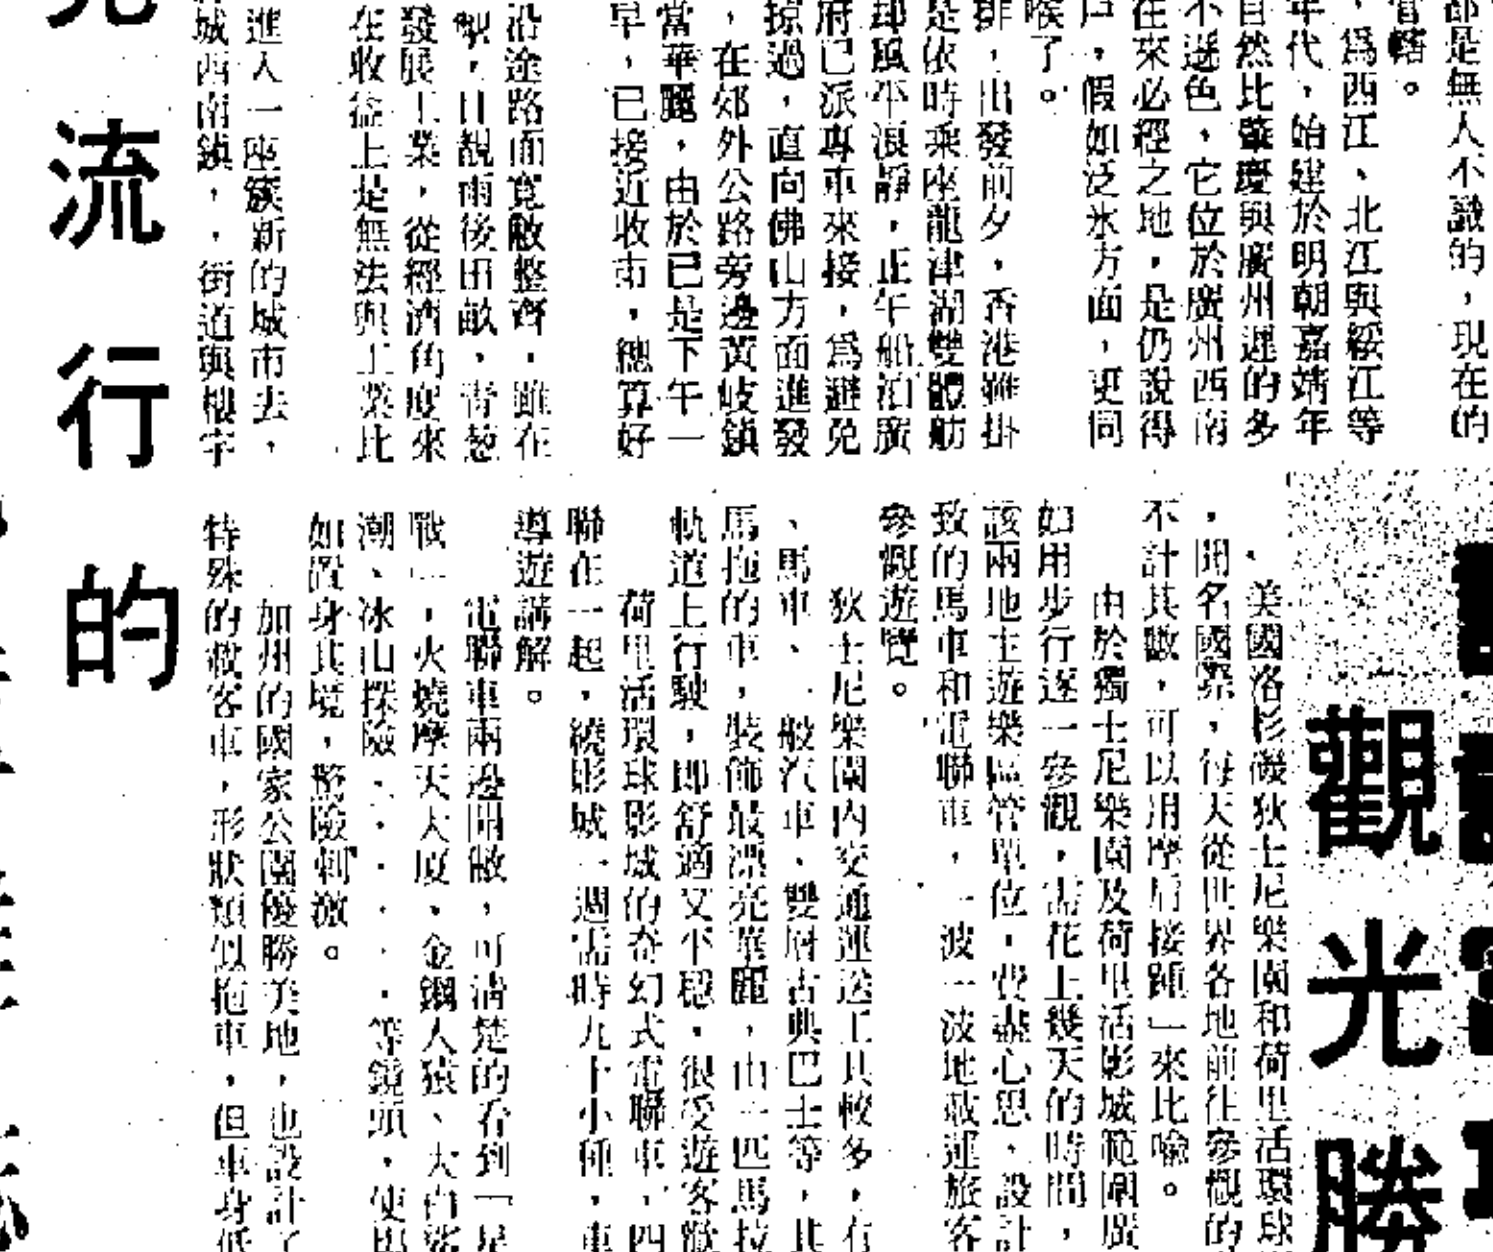 都是無人不識的，現在的
管轄。
，為西江、北江與綏江等
年代，始建於明朝嘉靖年
自然比肇慶與廣州遲的多
不遜色，它位於廣州西南
往來必經之地，是仍說得
戶，假如泛水方面，更同
喉了。
排，出發前夕，香港雖掛
是依時乘座龍津湖雙體舫
却風平浪靜，正午船泊廣
府已派專車來接，為避免
掠過，直向佛山方面進發
，在郊外公路旁邊黃岐鎮
當華麗，由於已是下午一
早，已接近收市，總算好
沿途路面寬敞整齊，雖在
，目覩雨後田畝，青葱
發展工業，從經濟角度來
在收益上是無法與工業比
進入一座簇新的城市去，
城西南鎮，，街道與樓宇
流行的
觀光勝
、美國洛杉磯狄士尼樂園和荷里活環球
，聞名國際，每天從世界各地前往參觀的
不計其數，可以用摩肩接踵」來比喻。
由於獨士尼樂園及荷里活影城範圍廣
如用步行逐一參觀，需花上幾天的時間，
該兩地主遊樂區管單位，費盡心思，設計
致的馬車和電聯車，一波一波地載運旅客
參觀遊覽。
狄士尼樂園內交通運送工具較多，有
、馬車、一般汽車、雙層古典巴士等，其
馬拖的車，裝飾最漂亮華麗，由一匹馬拉
軌道上行駛，即舒適又平穩，很受遊客歡
荷里活環球影城的奇幻式電聯車，四
聯在一起，繞影城一週需時九十小種，車
導遊講解。
電聯車兩邊開敞，可清楚的看到「星
戰」，火燒摩天大廈，金鋼人猿、大白鯊
潮、冰山探險．．．．．．等鏡頭，使
如置身其境，驚險刺激。
加州的國家公園優勝美地，也設計了
特殊的載客車，形狀類似拖車，但車身低